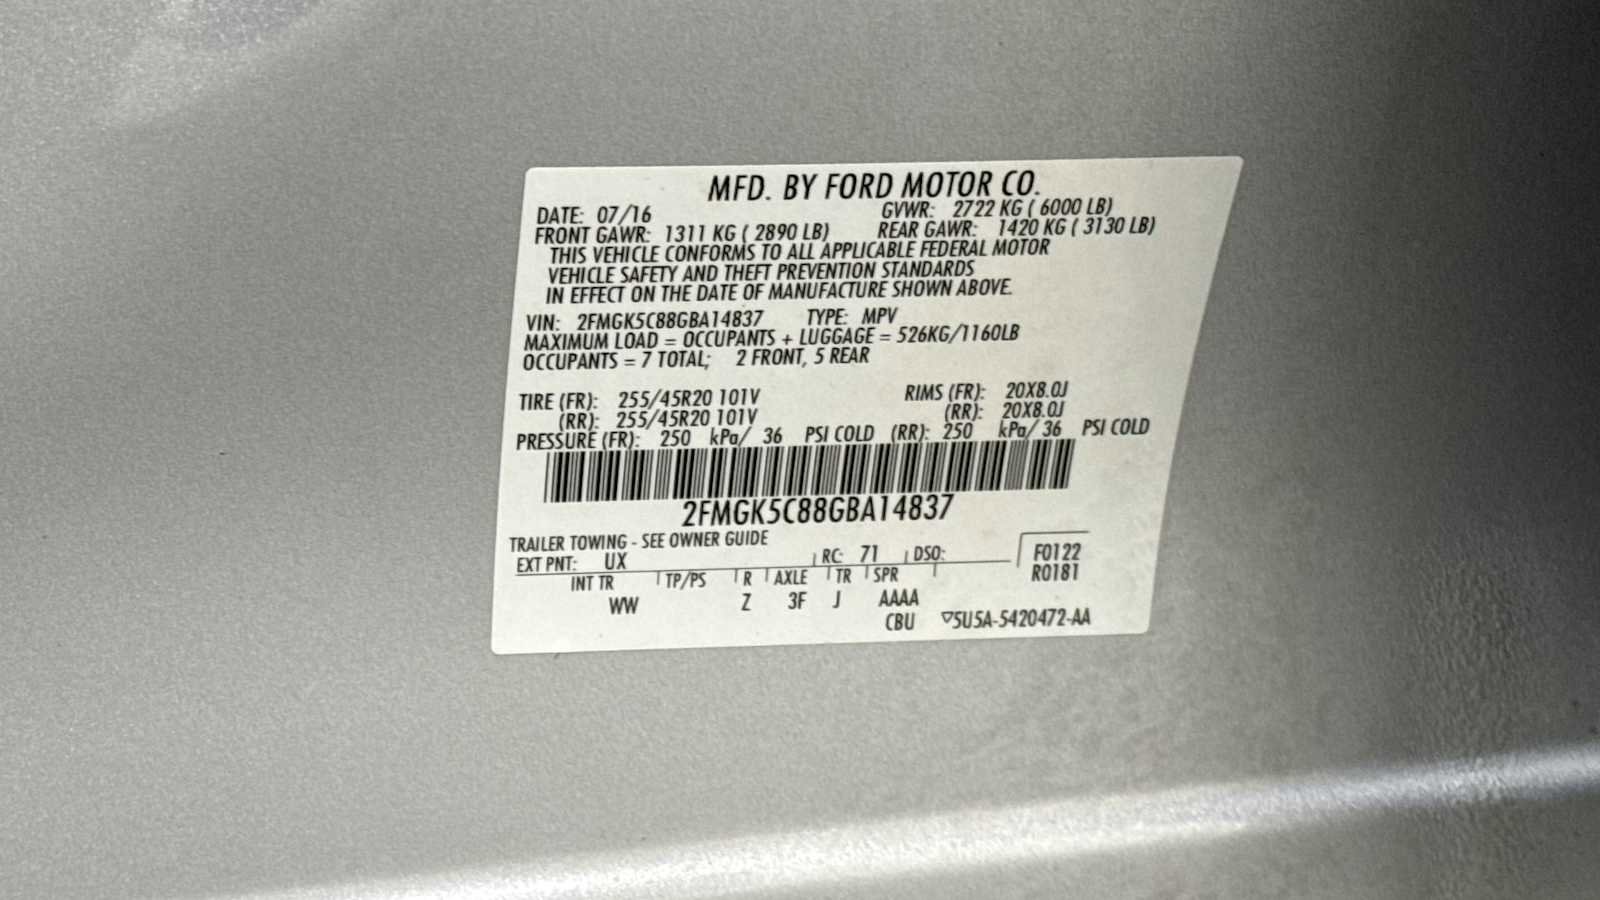 MFD. BY FORD MOTOR CO.
DATE: 07/16 GVWR: 2722 KG ( 6000 LB)
FRONT GAWR: 1311 KG ( 2890 LB) REAR GAWR: 1420 KG ( 3130 LB)
THIS VEHICLE CONFORMS TO ALL APPLICABLE FEDERAL MOTOR
VEHICLE SAFETY AND THEFT PREVENTION STANDARDS
IN EFFECT ON THE DATE OF MANUFACTURE SHOWN ABOVE.
VIN: 2FMGK5C88GBA14837 TYPE: MPV
MAXIMUM LOAD = OCCUPANTS + LUGGAGE = 526KG/1160LB
OCCUPANTS = 7 TOTAL; 2 FRONT, 5 REAR
TIRE (FR): 255/45R20 101V RIMS (FR): 20X8.0J
(RR): 255/45R20 101V (RR): 20X8.0J
PRESSURE (FR): 250 kPa/ 36 PSI COLD (RR): 250 kPa/ 36 PSI COLD
2FMGK5C88GBA14837
TRAILER TOWING - SEE OWNER GUIDE
EXT PNT: UX RC: 71 DSO: F0122
INT TR TP/PS R AXLE TR SPR R0181
WW Z 3F J AAAA
CBU ▽5U5A-5420472-AA